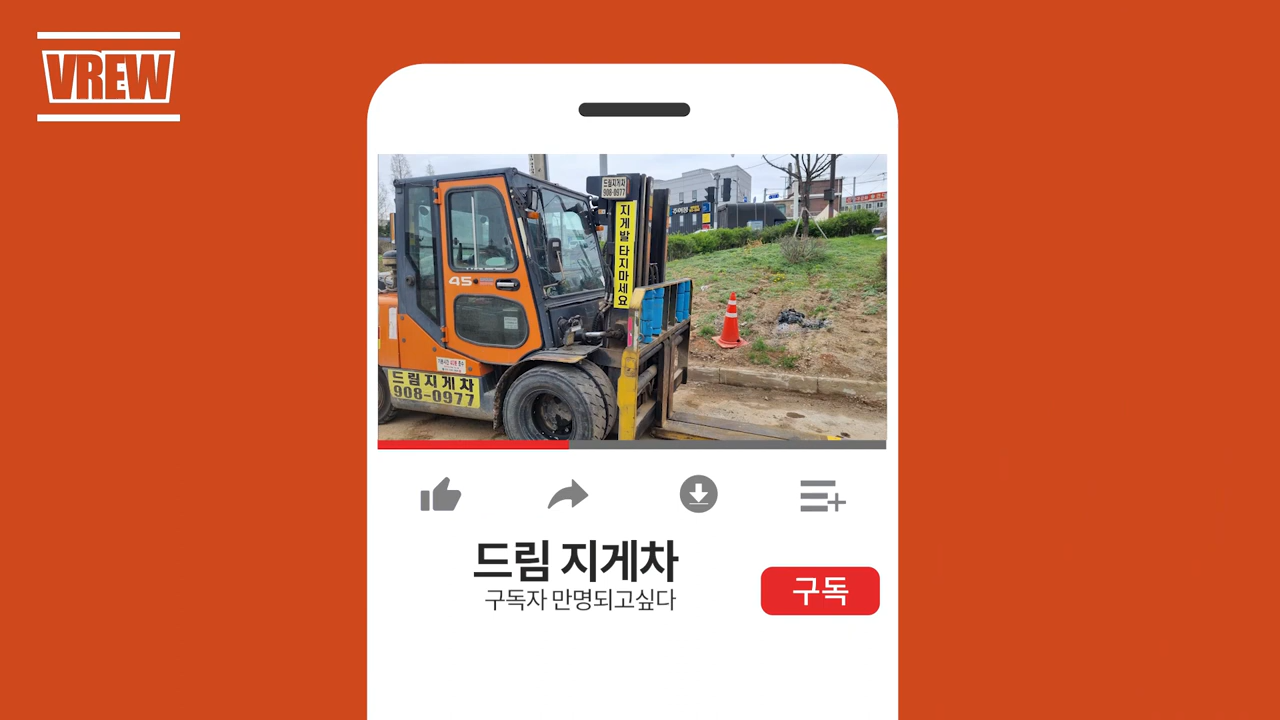 VREW
드림지게차
908-0977
지게발 타지마세요
45
드림지게차
908-0977
드림 지게차
구독자 만명되고싶다
구독